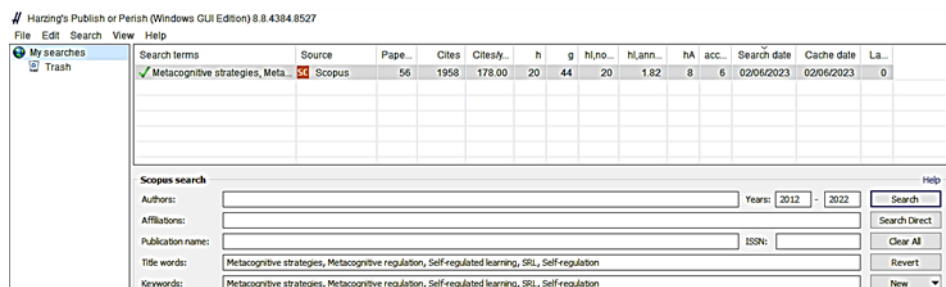 Harzing's Publish or Perish (Windows GUI Edition) 8.8.4384.8527
File Edit Search View Help
My searches
Trash
Search terms Source Pape... Cites Cites/y... h g hI,no... hI,ann... hA acc... Search date Cache date La...
Metacognitive strategies, Meta... SC Scopus 56 1958 178.00 20 44 20 1.82 8 6 02/06/2023 02/06/2023 0
Scopus search Help
Authors: Years: 2012 - 2022 Search
Affiliations: Search Direct
Publication name: ISSN: Clear All
Title words: Metacognitive strategies, Metacognitive regulation, Self-regulated learning, SRL, Self-regulation Revert
Keywords: Metacognitive strategies, Metacognitive regulation, Self-regulated learning, SRL, Self-regulation New